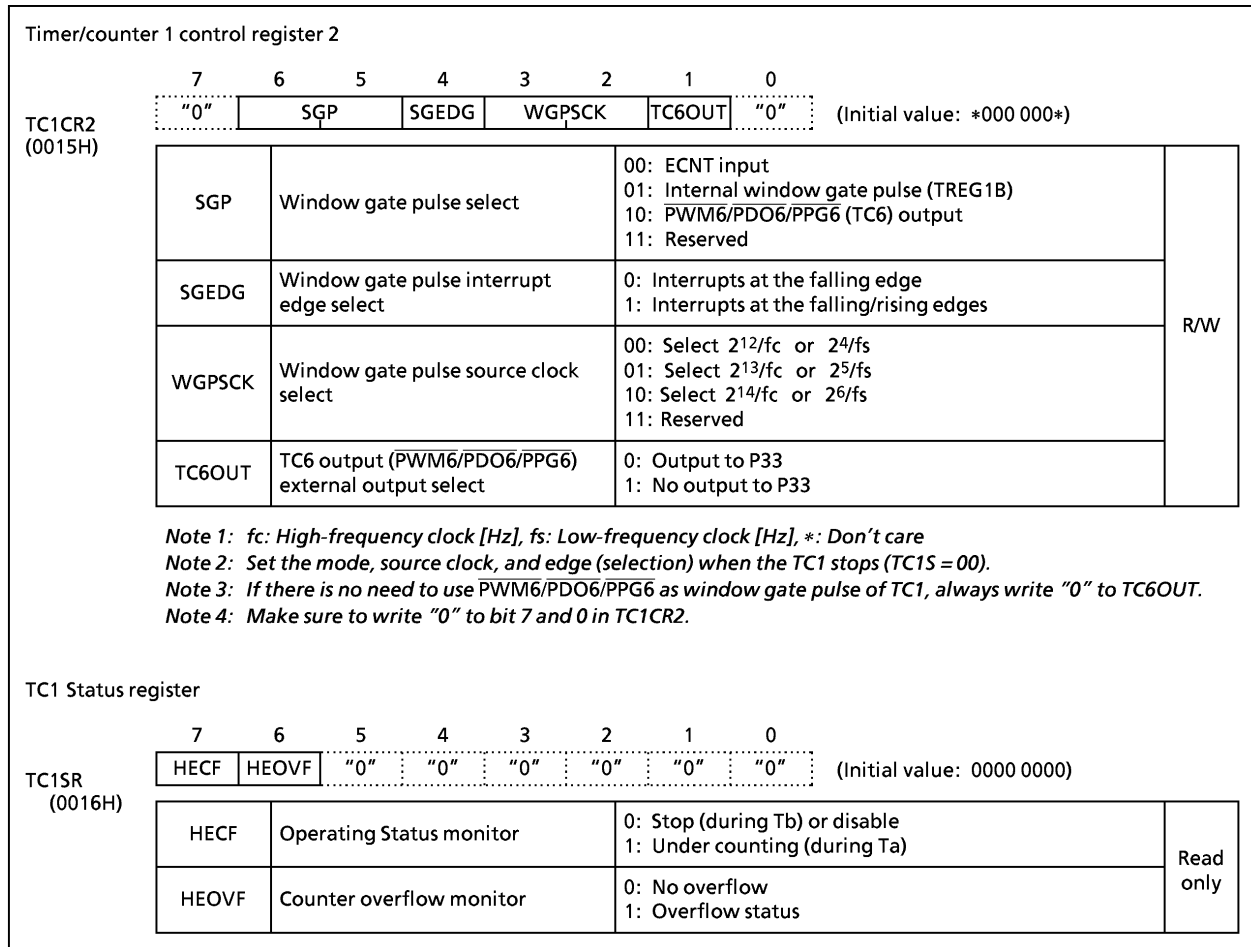 Timer/counter 1 control register 2
7 6 5 4 3 2 1 0
TC1CR2
(0015H)
"0" SGP SGEDG WGPSCK TC6OUT "0" (Initial value: *000 000*)
SGP Window gate pulse select
00: ECNT input
01: Internal window gate pulse (TREG1B)
10: PWM6/PDO6/PPG6 (TC6) output
11: Reserved
SGEDG Window gate pulse interrupt
edge select
0: Interrupts at the falling edge
1: Interrupts at the falling/rising edges
WGPSCK Window gate pulse source clock
select
00: Select 2^12/fc or 2^4/fs
01: Select 2^13/fc or 2^5/fs
10: Select 2^14/fc or 2^6/fs
11: Reserved
TC6OUT TC6 output (PWM6/PDO6/PPG6)
external output select
0: Output to P33
1: No output to P33
R/W
Note 1: fc: High-frequency clock [Hz], fs: Low-frequency clock [Hz], *: Don't care
Note 2: Set the mode, source clock, and edge (selection) when the TC1 stops (TC1S = 00).
Note 3: If there is no need to use PWM6/PDO6/PPG6 as window gate pulse of TC1, always write "0" to TC6OUT.
Note 4: Make sure to write "0" to bit 7 and 0 in TC1CR2.
TC1 Status register
7 6 5 4 3 2 1 0
TC1SR
(0016H)
HECF HEOVF "0" "0" "0" "0" "0" "0" (Initial value: 0000 0000)
HECF Operating Status monitor
0: Stop (during Tb) or disable
1: Under counting (during Ta)
HEOVF Counter overflow monitor
0: No overflow
1: Overflow status
Read
only